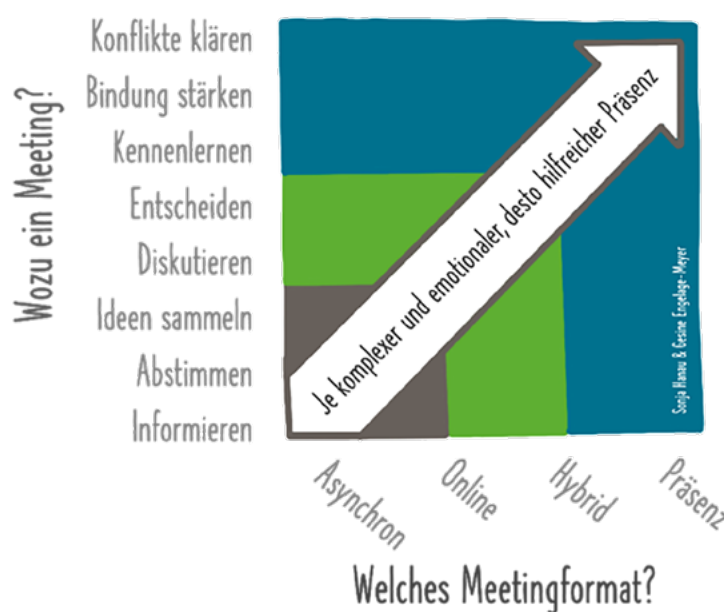 Wozu ein Meeting?
Konflikte klären
Bindung stärken
Kennenlernen
Entscheiden
Diskutieren
Ideen sammeln
Abstimmen
Informieren
Je komplexer und emotionaler, desto hilfreicher Präsenz
Sonja Hanau & Gesine Engelage-Meyer
Asynchron
Online
Hybrid
Präsenz
Welches Meetingformat?